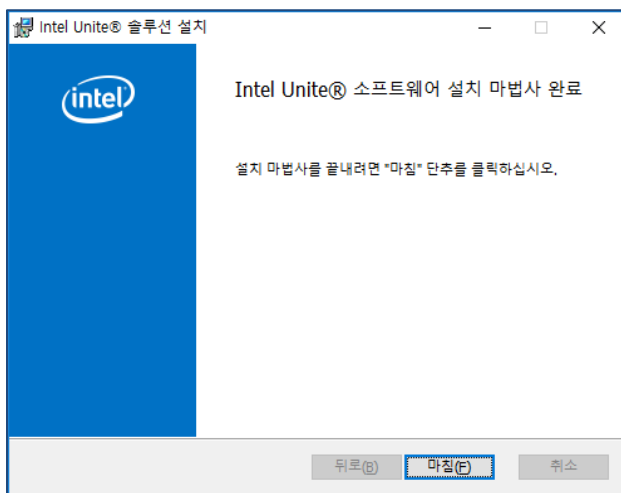 Intel Unite® 솔루션 설치
intel
Intel Unite® 소프트웨어 설치 마법사 완료
설치 마법사를 끝내려면 "마침" 단추를 클릭하십시오.
뒤로(B) 마침(F) 취소